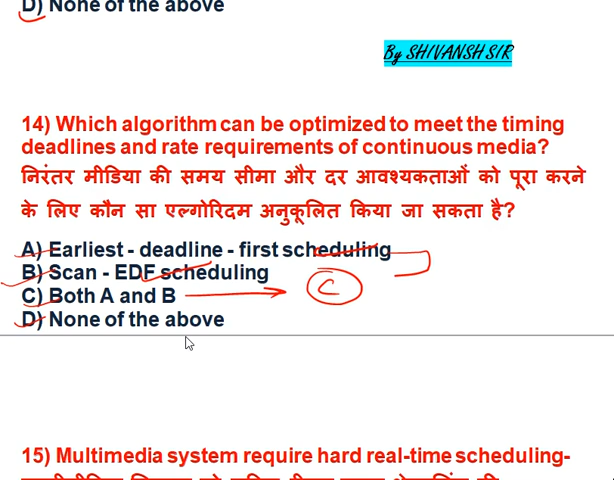 D) None of the above
By SHIVANSH SIR
14) Which algorithm can be optimized to meet the timing
deadlines and rate requirements of continuous media?
निरंतर मीडिया की समय सीमा और दर आवश्यकताओं को पूरा करने
के लिए कौन सा एल्गोरिदम अनुकूलित किया जा सकता है?
A) Earliest - deadline - first scheduling
B) Scan - EDF scheduling
C) Both A and B
C
D) None of the above
15) Multimedia system require hard real-time scheduling-